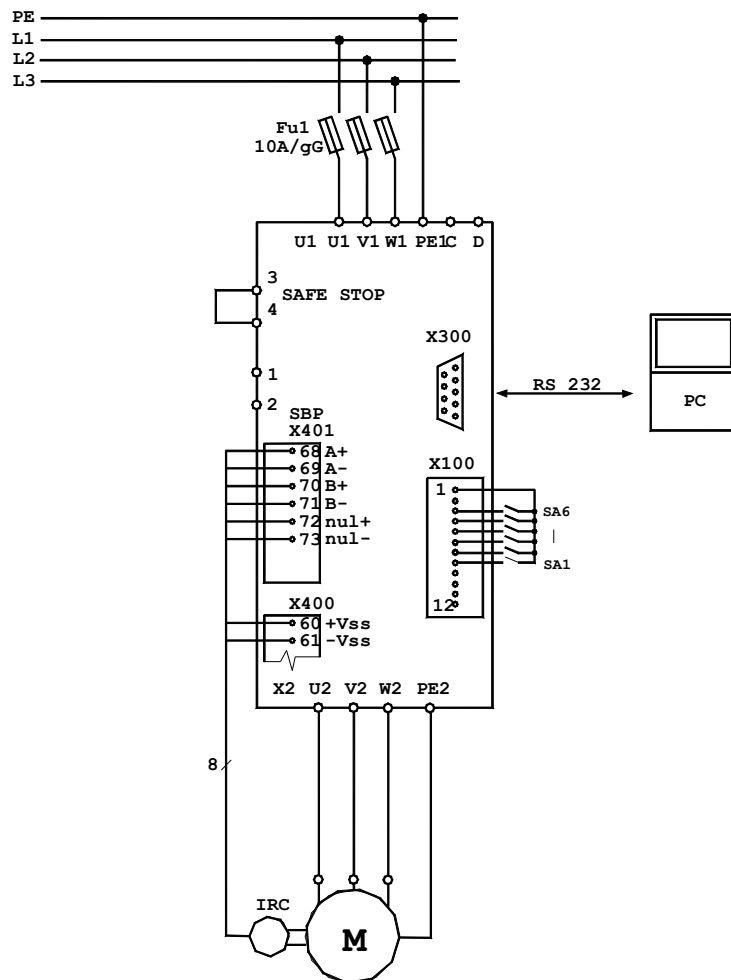 PE
L1
L2
L3
Fu1
10A/gG
U1 U1 V1 W1 PE1C D
3
SAFE STOP
4
X300
1
RS 232
PC
2
SBP
X401
X100
68 A+
69 A-
70 B+
71 B-
72 nul+
73 nul-
1
SA6
SA1
12
X400
60 +Vss
61 -Vss
X2 U2 V2 W2 PE2
8
IRC
M